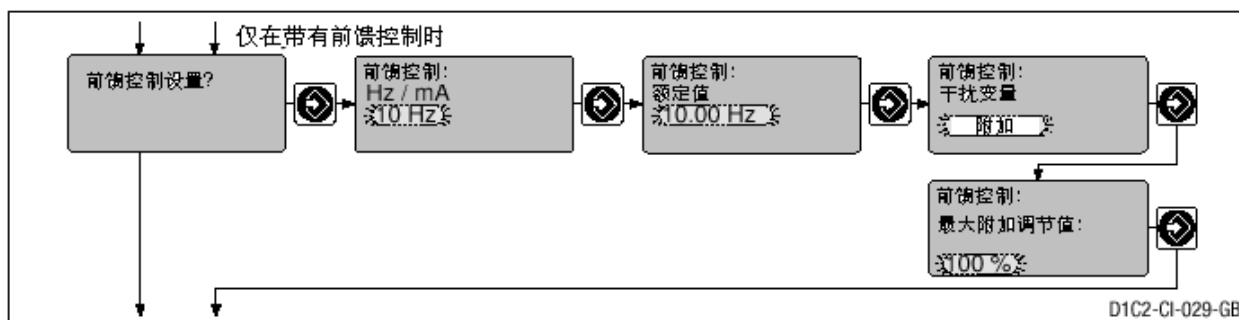 仅在带有前馈控制时
前馈控制设置?
前馈控制:
Hz / mA
10 Hz
前馈控制:
额定值
10.00 Hz
前馈控制:
干扰变量
附加
前馈控制:
最大附加调节值:
100 %
D1C2-CI-029-GB